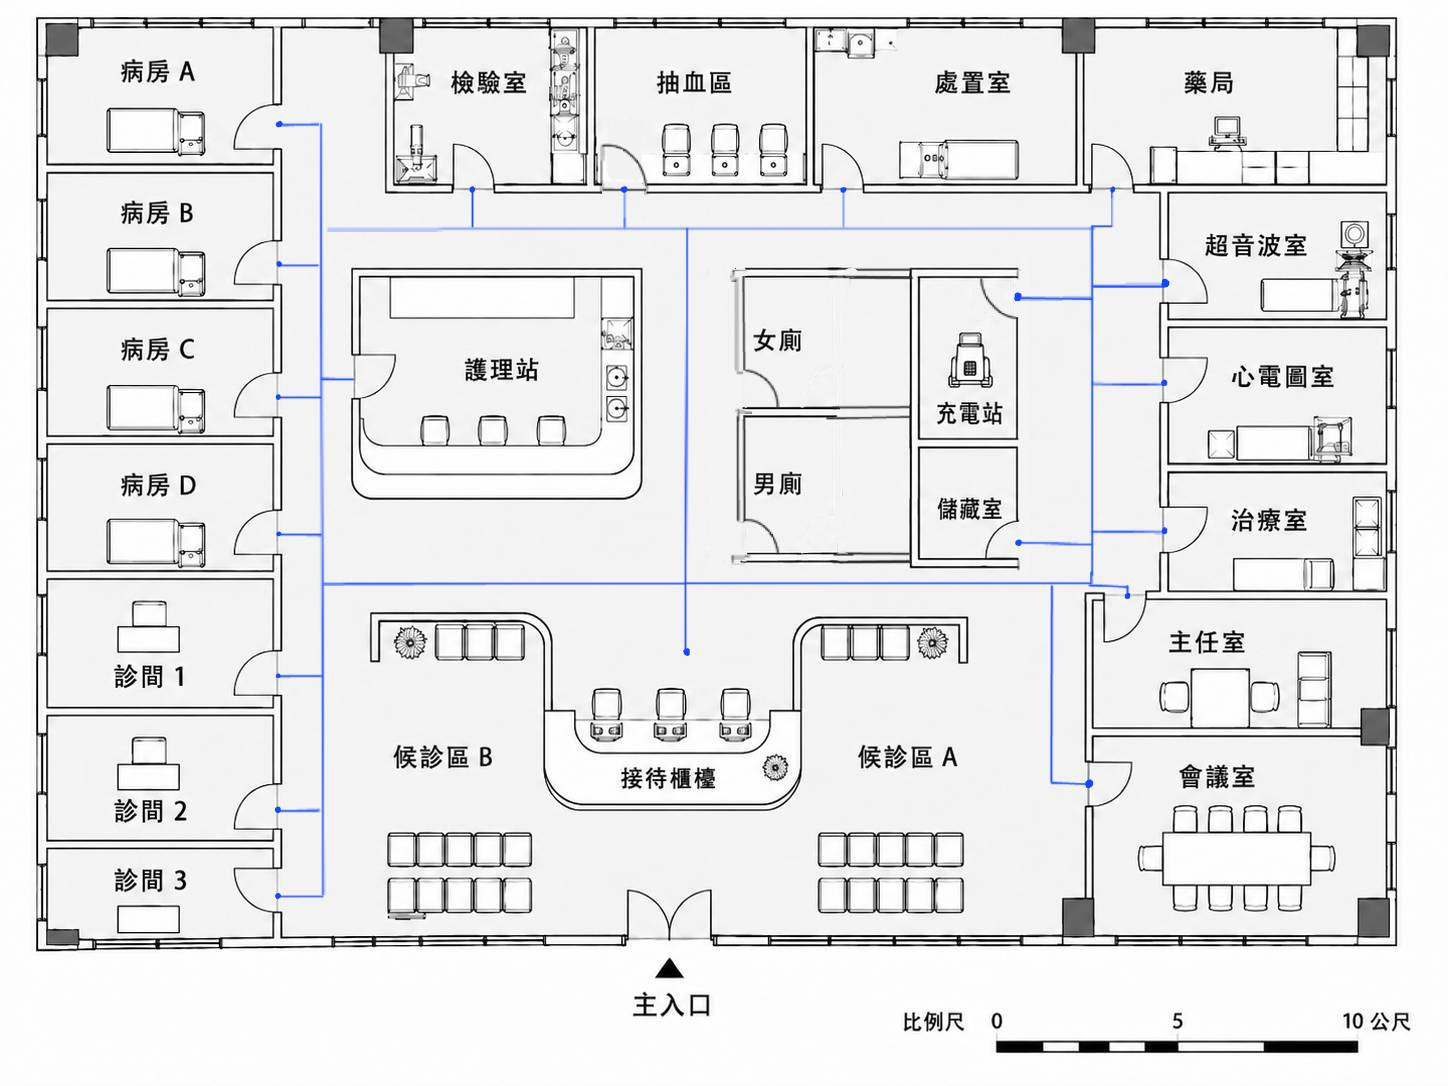 病房 A
檢驗室
抽血區
處置室
藥局
病房 B
超音波室
病房 C
護理站
女廁
充電站
心電圖室
病房 D
男廁
儲藏室
治療室
診間 1
主任室
診間 2
候診區 B
接待櫃檯
候診區 A
會議室
診間 3
主入口
比例尺 0 5 10 公尺